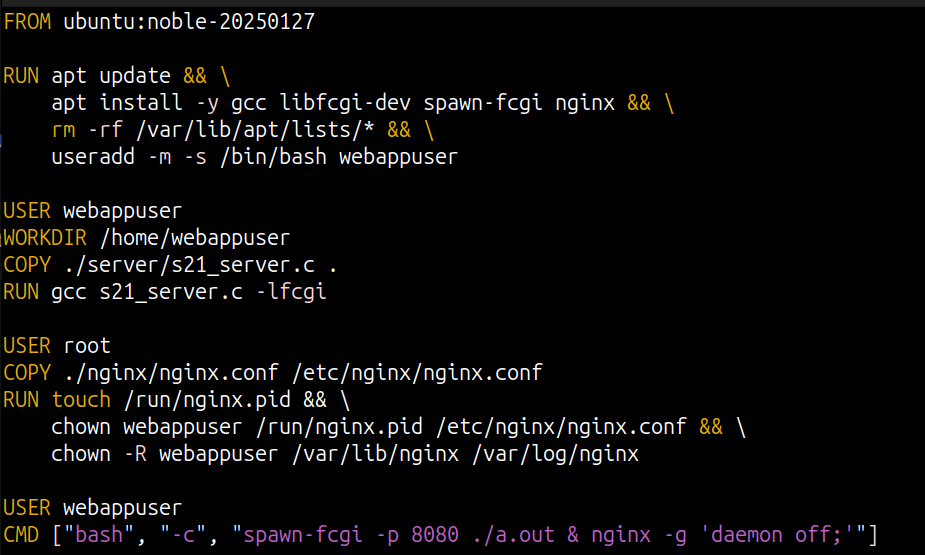 FROM ubuntu:noble-20250127
RUN apt update && \
    apt install -y gcc libfcgi-dev spawn-fcgi nginx && \
    rm -rf /var/lib/apt/lists/* && \
    useradd -m -s /bin/bash webappuser
USER webappuser
WORKDIR /home/webappuser
COPY ./server/s21_server.c .
RUN gcc s21_server.c -lfcgi
USER root
COPY ./nginx/nginx.conf /etc/nginx/nginx.conf
RUN touch /run/nginx.pid && \
    chown webappuser /run/nginx.pid /etc/nginx/nginx.conf && \
    chown -R webappuser /var/lib/nginx /var/log/nginx
USER webappuser
CMD ["bash", "-c", "spawn-fcgi -p 8080 ./a.out & nginx -g 'daemon off;'"]